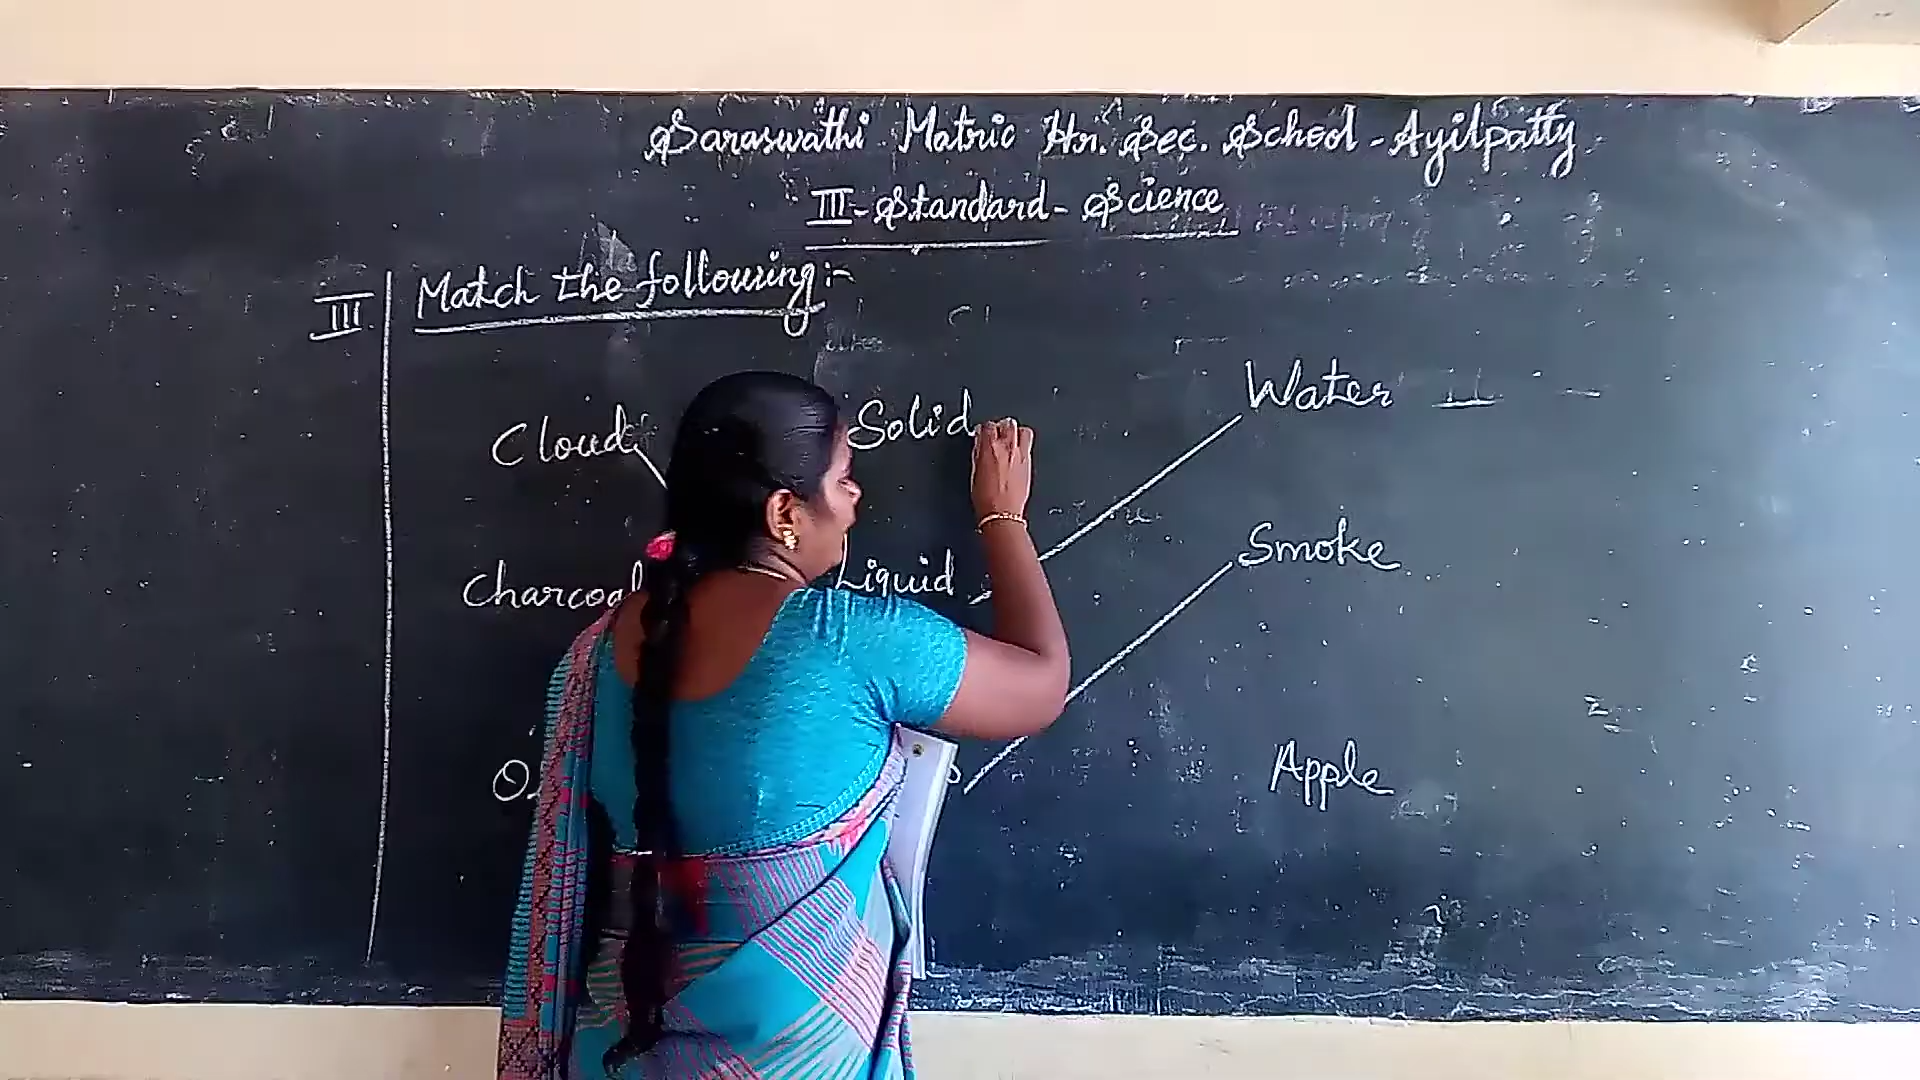 Saraswathi Matric Hr. Sec. School - Ayilpatty
III - Standard - Science
III Match the following:-
Cloud Solid Water
Charcoal Liquid Smoke
Apple